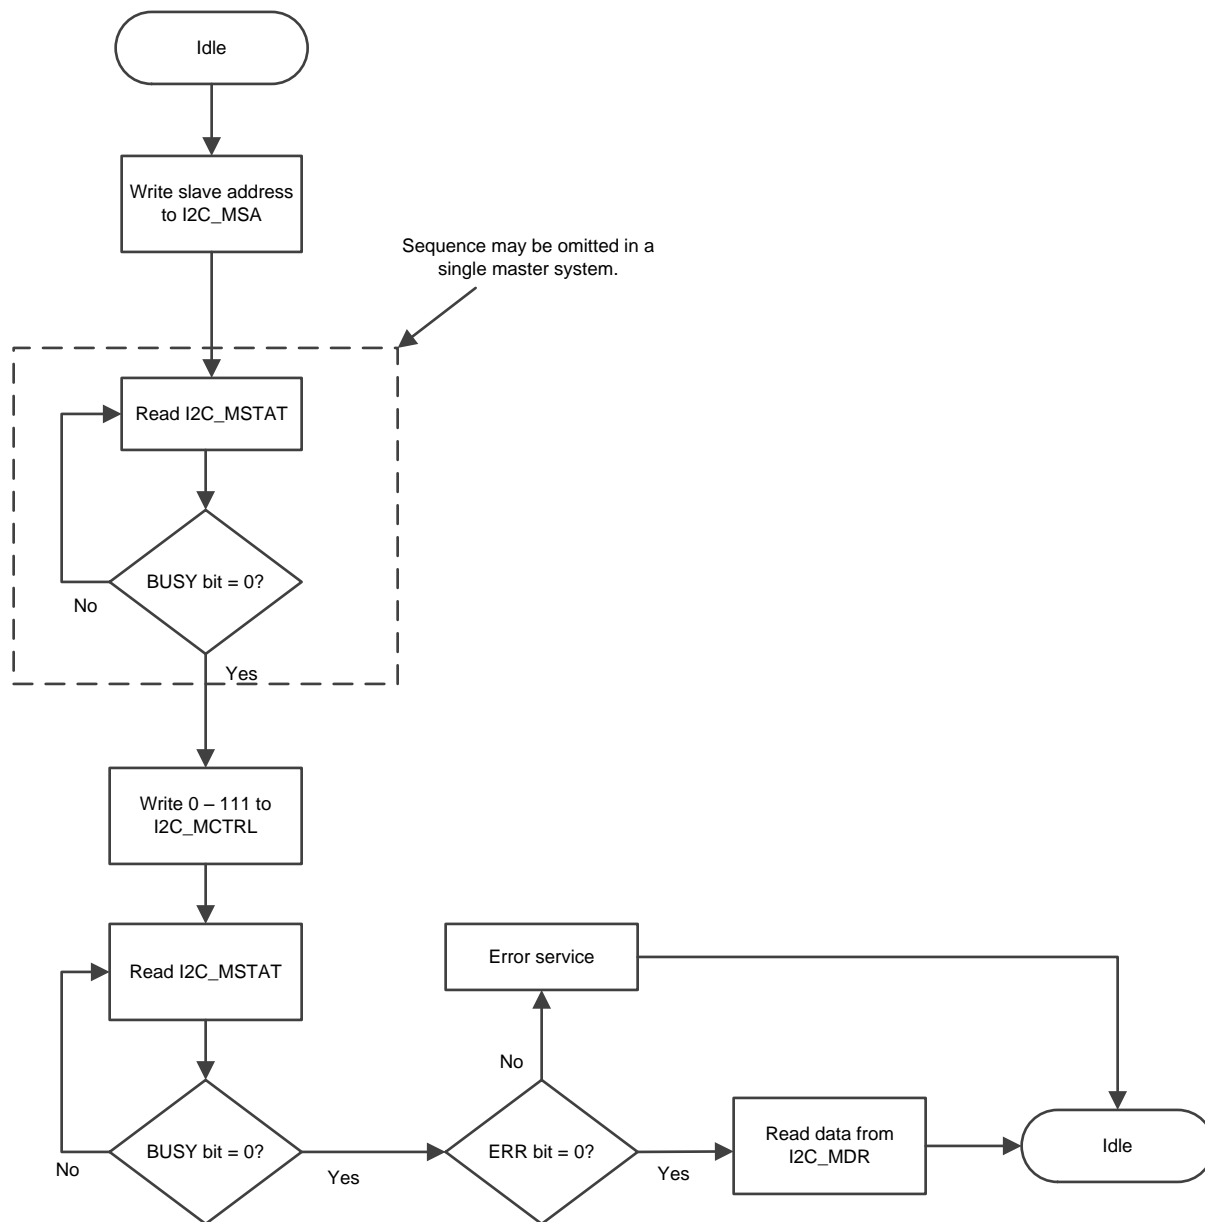 Idle
Write slave address
to I2C_MSA
Sequence may be omitted in a
single master system.
Read I2C_MSTAT
BUSY bit = 0?
No
Yes
Write 0 – 111 to
I2C_MCTRL
Read I2C_MSTAT
Error service
No
BUSY bit = 0?
No
Yes
ERR bit = 0?
Yes
Read data from
I2C_MDR
Idle